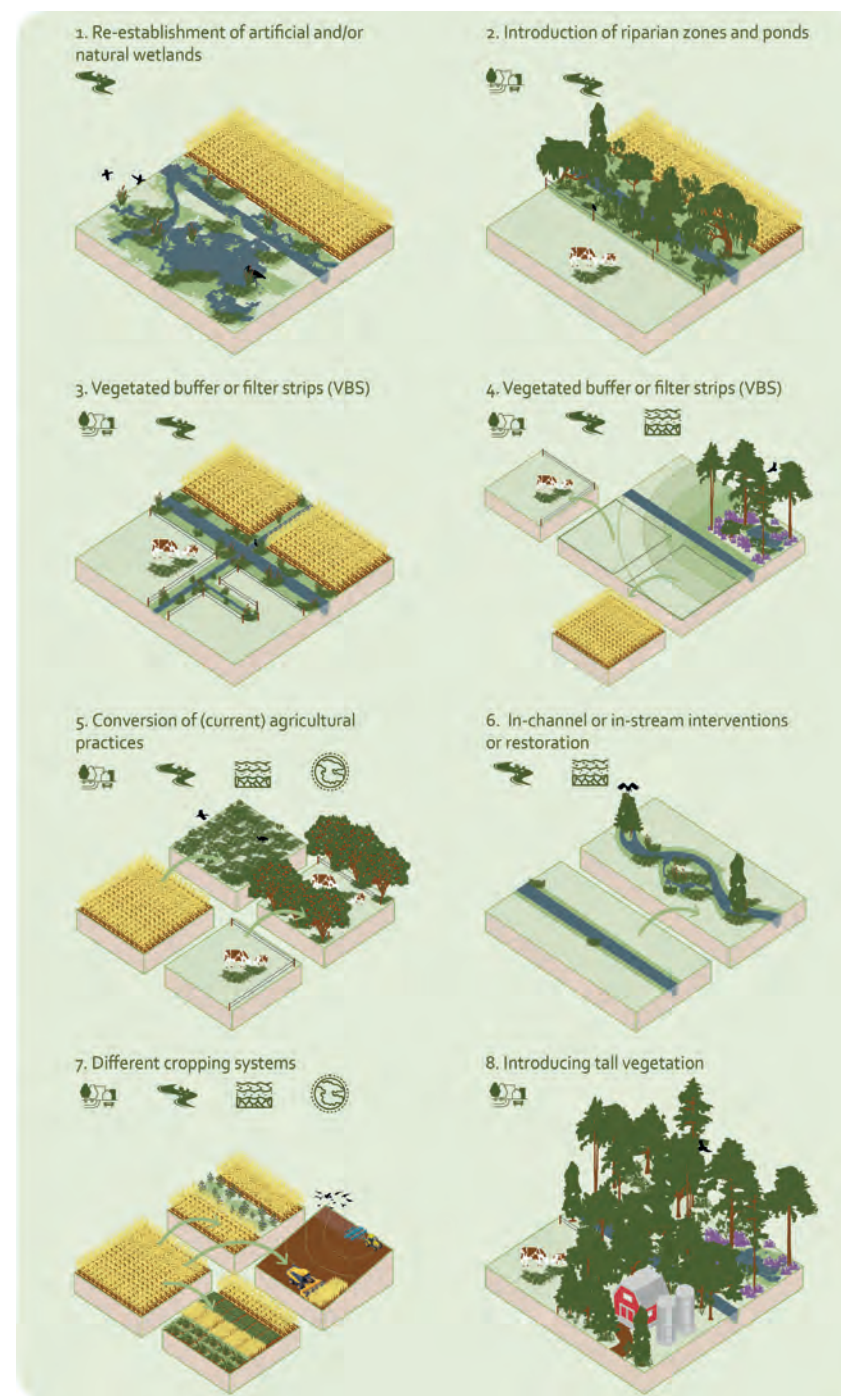 1. Re-establishment of artificial and/or
natural wetlands
2. Introduction of riparian zones and ponds
3. Vegetated buffer or filter strips (VBS)
4. Vegetated buffer or filter strips (VBS)
5. Conversion of (current) agricultural
practices
6. In-channel or in-stream interventions
or restoration
7. Different cropping systems
8. Introducing tall vegetation